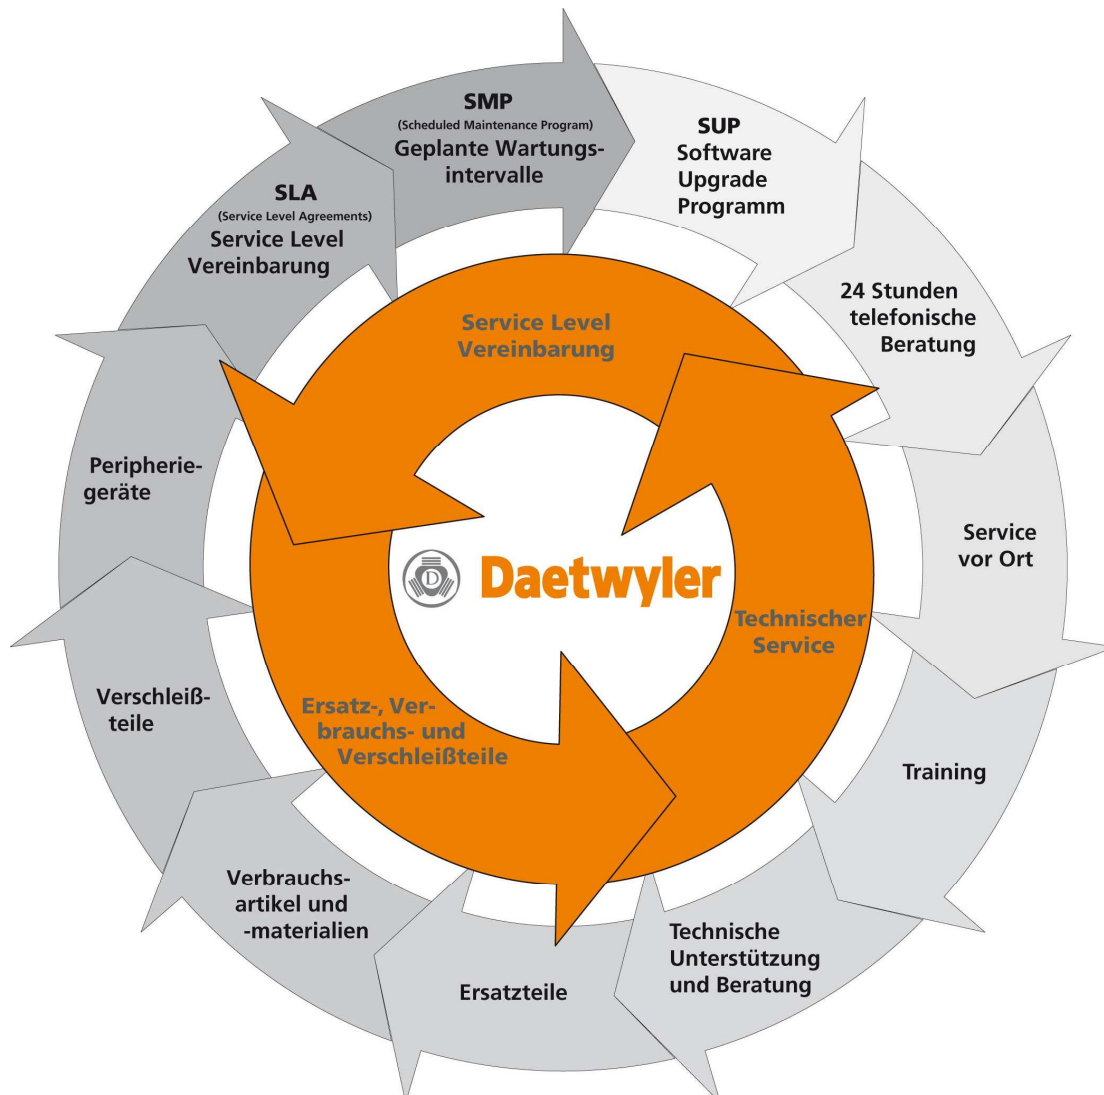 SMP
(Scheduled Maintenance Program)
Geplante Wartungs-
intervalle
SUP
Software
Upgrade
Programm
24 Stunden
telefonische
Beratung
Service
vor Ort
Training
Technische
Unterstützung
und Beratung
Ersatzteile
Verbrauchs-
artikel und
-materialien
Verschleiß-
teile
Peripherie-
geräte
SLA
(Service Level Agreements)
Service Level
Vereinbarung
Service Level
Vereinbarung
Technischer
Service
Ersatz-, Ver-
brauchs- und
Verschleißteile
D
Daetwyler